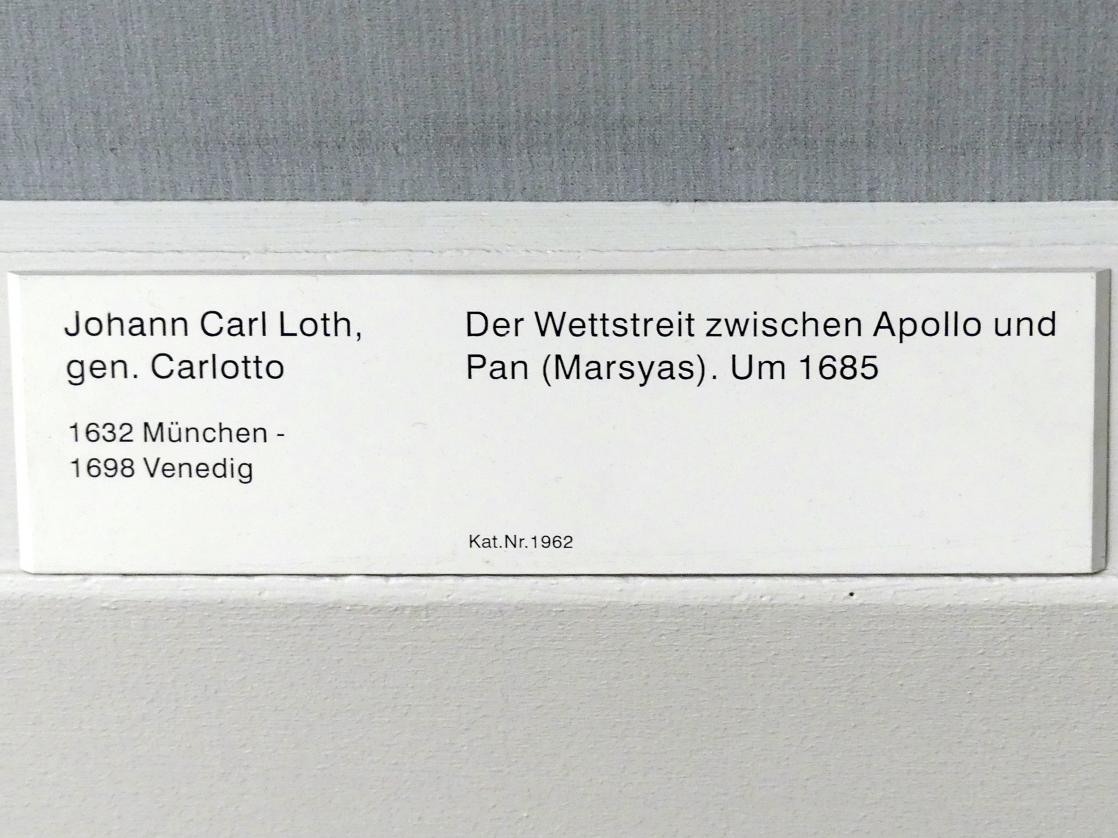 Johann Carl Loth,
gen. Carlotto
1632 München -
1698 Venedig
Der Wettstreit zwischen Apollo und
Pan (Marsyas). Um 1685
Kat.Nr.1962